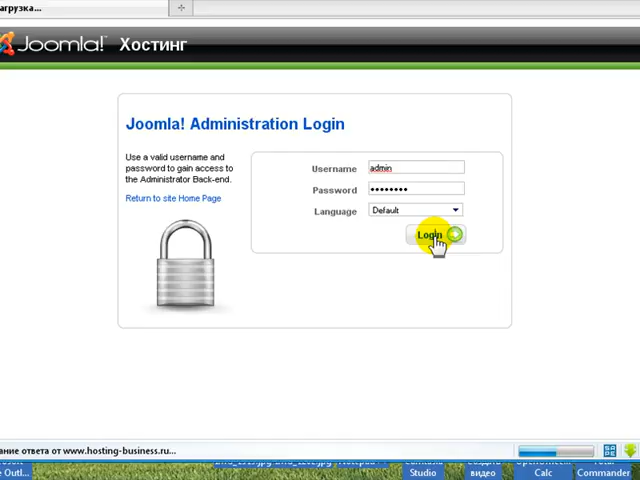 агрузка...
Joomla!™ Хостинг
Joomla! Administration Login
Use a valid username and
password to gain access to
the Administrator Back-end.
Return to site Home Page
Username admin
Password ••••••••
Language Default
Login
ание ответа от www.hosting-business.ru...
e Outl...
Studio
видео
Calc
Commander